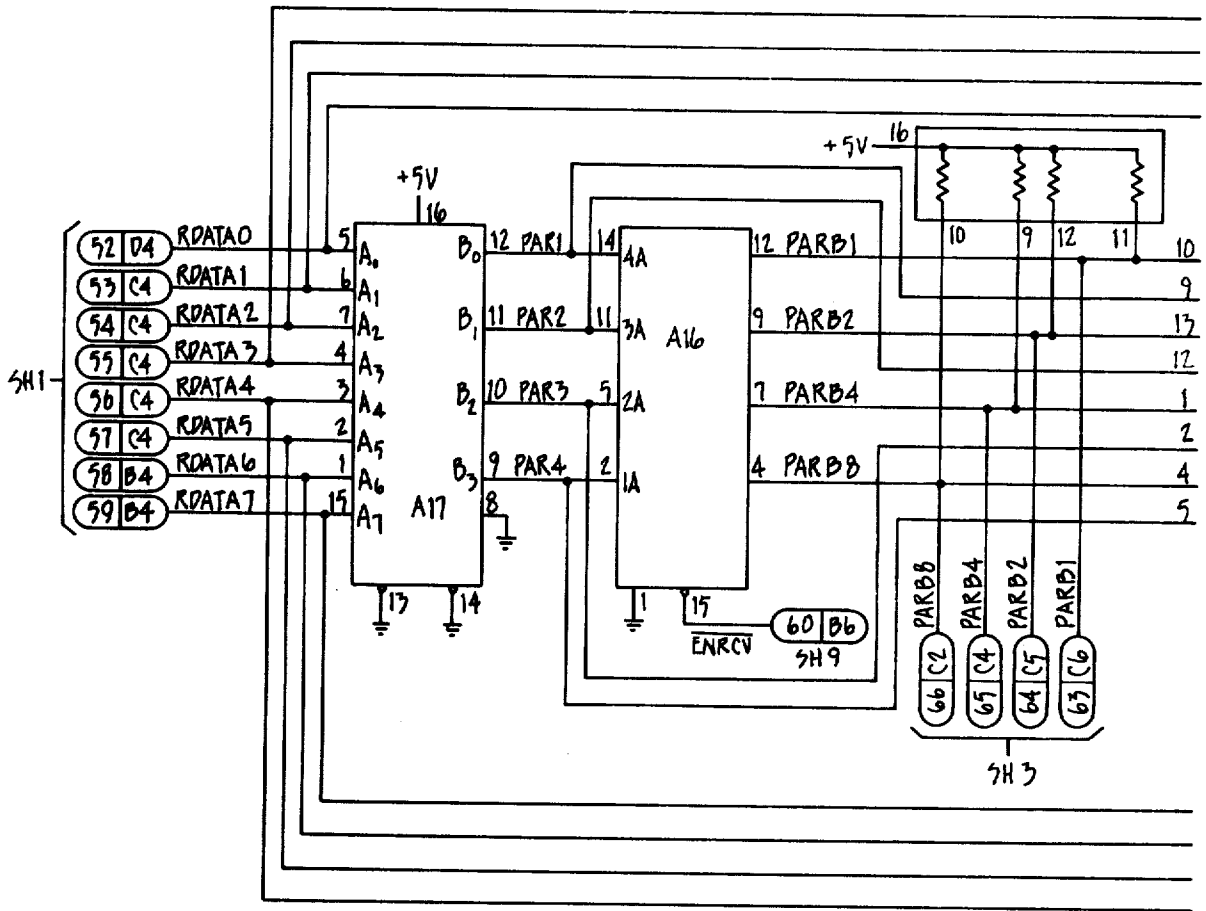 +5V 16
10 9 12 11
+5V
16
SH1
52 D4 RDATA0 5 A0
53 C4 RDATA1 6 A1
54 C4 RDATA2 7 A2
55 C4 RDATA3 4 A3
56 C4 RDATA4 3 A4
57 C4 RDATA5 2 A5
58 B4 RDATA6 1 A6
59 B4 RDATA7 15 A7
A17
B0 12 PAR1 14 4A
B1 11 PAR2 11 3A
B2 10 PAR3 5 2A
B3 9 PAR4 2 1A
8
13 14
A16
12 PARB1
9 PARB2
7 PARB4
4 PARB8
1 15
ENRCV
60 B6
SH9
10
9
13
12
1
2
4
5
PARB8 PARB4 PARB2 PARB1
66 C2
65 C4
64 C5
63 C6
SH 3